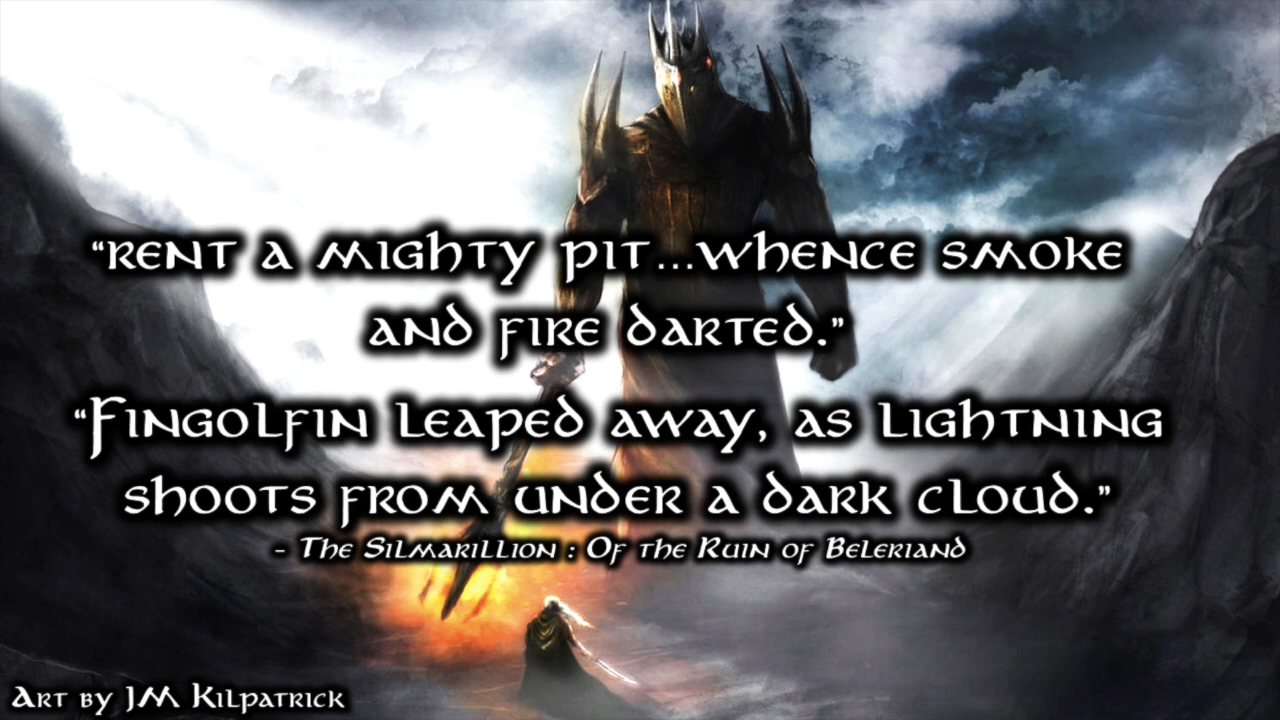 “rent a mighty pit...whence smoke
and fire darted.”
“Fingolfin leaped away, as lightning
shoots from under a dark cloud.”
- The Silmarillion : Of the Ruin of Beleriand
Art by JM Kilpatrick